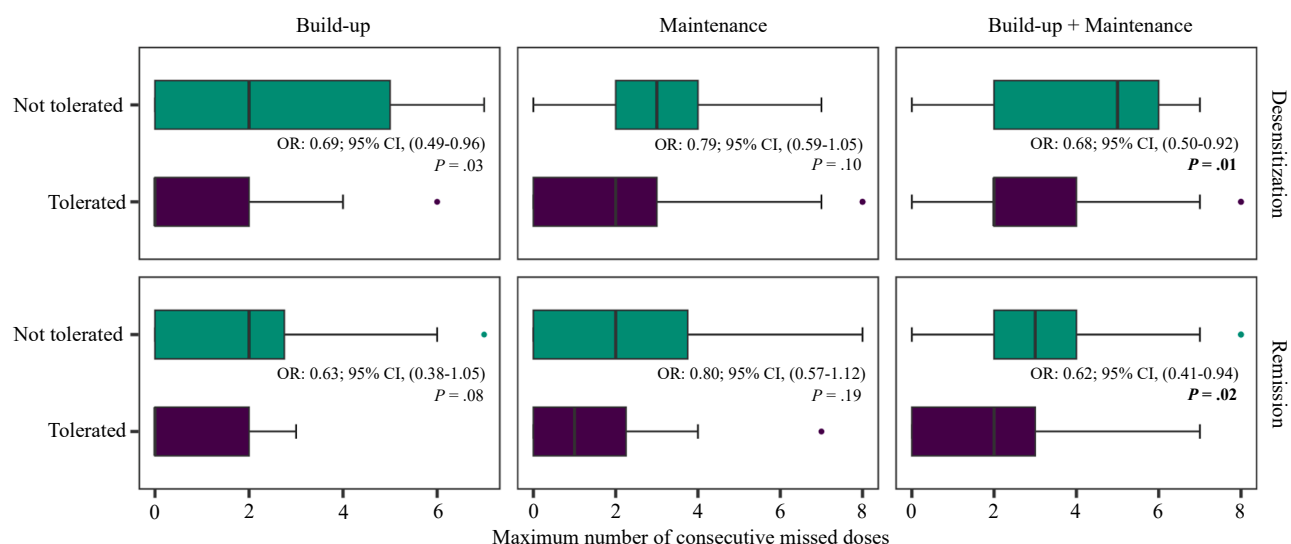 Build-up
Maintenance
Build-up + Maintenance
Not tolerated
OR: 0.69; 95% CI, (0.49-0.96)
P = .03
OR: 0.79; 95% CI, (0.59-1.05)
P = .10
OR: 0.68; 95% CI, (0.50-0.92)
P = .01
Tolerated
Desensitization
Not tolerated
OR: 0.63; 95% CI, (0.38-1.05)
P = .08
OR: 0.80; 95% CI, (0.57-1.12)
P = .19
OR: 0.62; 95% CI, (0.41-0.94)
P = .02
Tolerated
Remission
0 2 4 6
0 2 4 6 8
0 2 4 6 8
Maximum number of consecutive missed doses